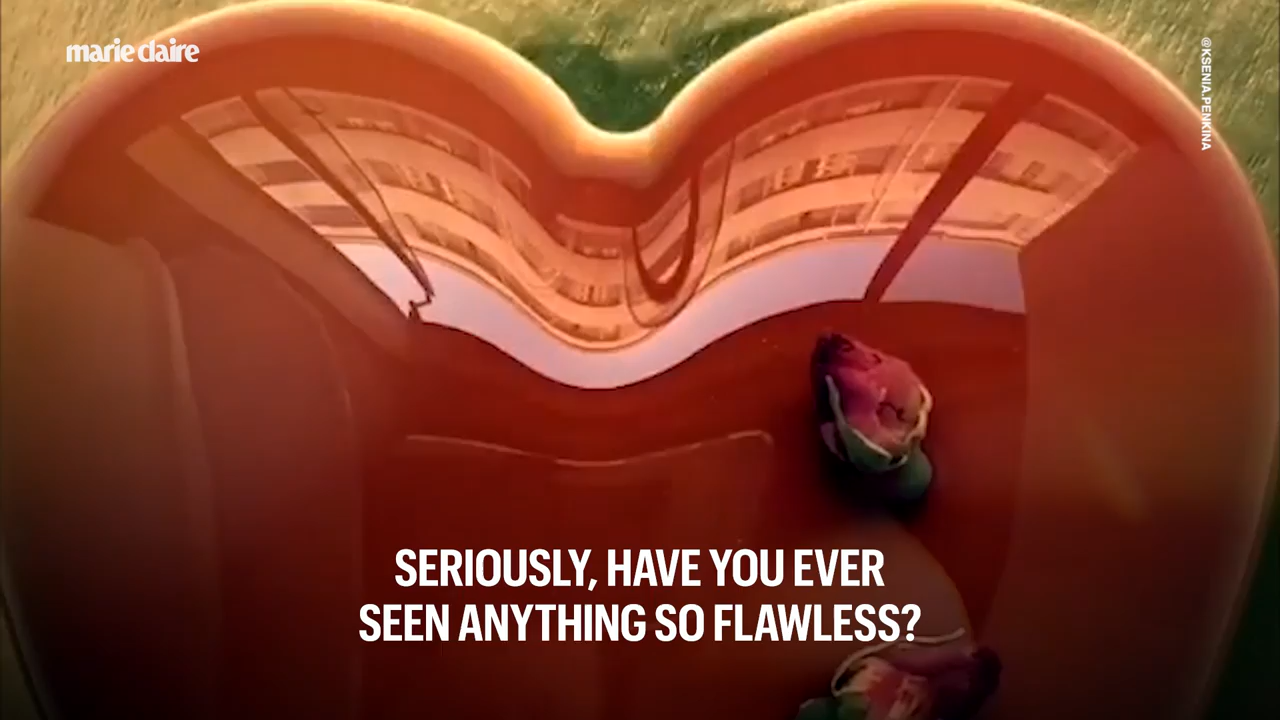 marie claire
@KSENIA.PENKINA
SERIOUSLY, HAVE YOU EVER
SEEN ANYTHING SO FLAWLESS?